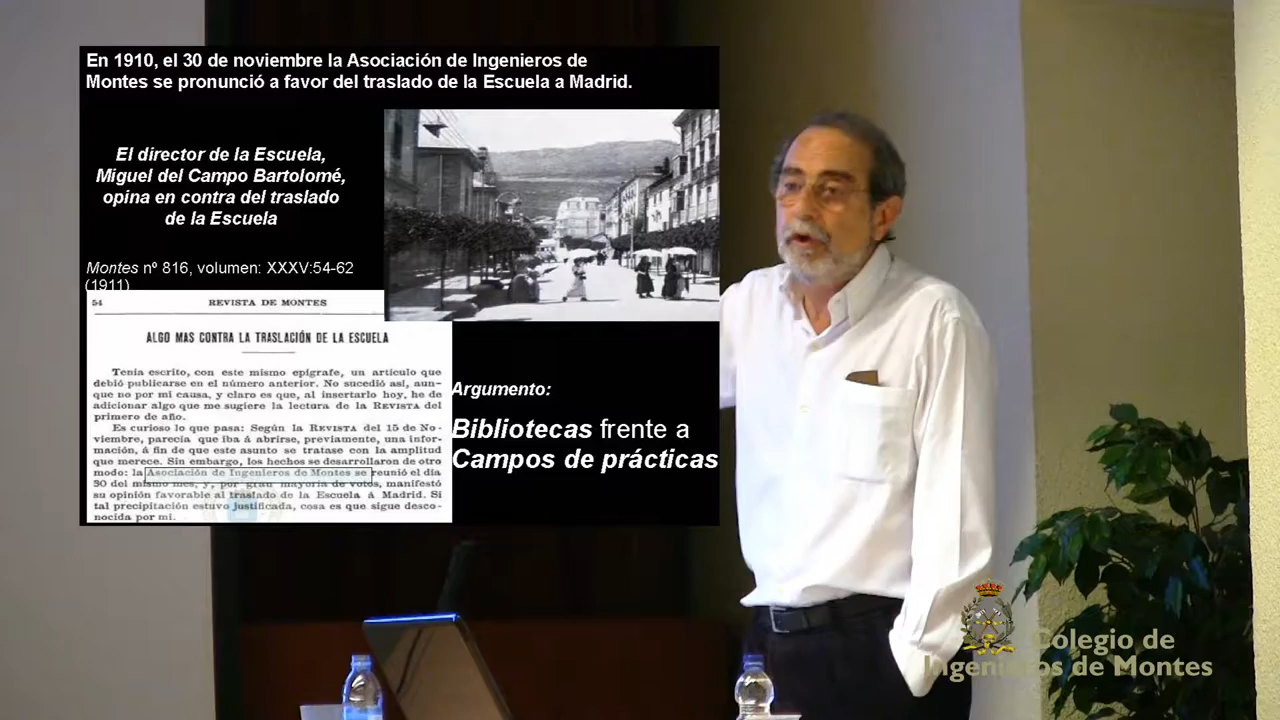 En 1910, el 30 de noviembre la Asociación de Ingenieros de
Montes se pronunció a favor del traslado de la Escuela a Madrid.
El director de la Escuela,
Miguel del Campo Bartolomé,
opina en contra del traslado
de la Escuela
Montes nº 816, volumen: XXXV:54-62
(1911)
54 REVISTA DE MONTES
ALGO MAS CONTRA LA TRASLACIÓN DE LA ESCUELA
Tenía escrito, con este mismo epígrafe, un artículo que
debió publicarse en el número anterior. No sucedió así, aun-
que no por mi causa, y claro es que, al insertarlo hoy, he de
adicionar algo que me sugiere la lectura de la REVISTA del
primero de año.
Es curioso lo que pasa: Según la REVISTA del 15 de No-
viembre, parecía que iba á abrirse, previamente, una infor-
mación, á fin de que este asunto se tratase con la amplitud
que merece. Sin embargo, los hechos se desarrollaron de otro
modo: la Asociación de Ingenieros de Montes se reunió el día
30 del mismo mes, y, por gran mayoría de votos, manifestó
su opinión favorable al traslado de la Escuela á Madrid. Si
tal precipitación estuvo justificada, cosa es que sigue desco-
nocida por mí.
Argumento:
Bibliotecas frente a
Campos de prácticas
Colegio de
Ingenieros de Montes